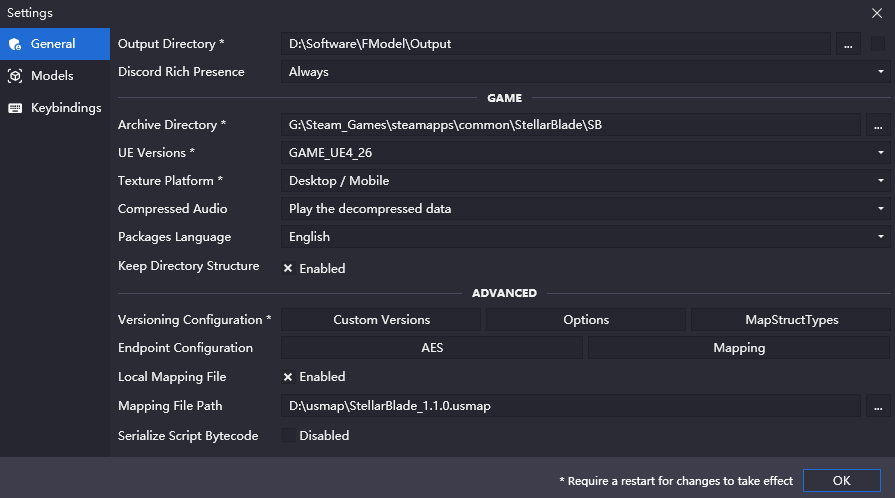 Settings
General
Models
Keybindings
Output Directory * D:\Software\FModel\Output ...
Discord Rich Presence Always
GAME
Archive Directory * G:\Steam_Games\steamapps\common\StellarBlade\SB ...
UE Versions * GAME_UE4_26
Texture Platform * Desktop / Mobile
Compressed Audio Play the decompressed data
Packages Language English
Keep Directory Structure Enabled
ADVANCED
Versioning Configuration * Custom Versions Options MapStructTypes
Endpoint Configuration AES Mapping
Local Mapping File Enabled
Mapping File Path D:\usmap\StellarBlade_1.1.0.usmap ...
Serialize Script Bytecode Disabled
* Require a restart for changes to take effect OK